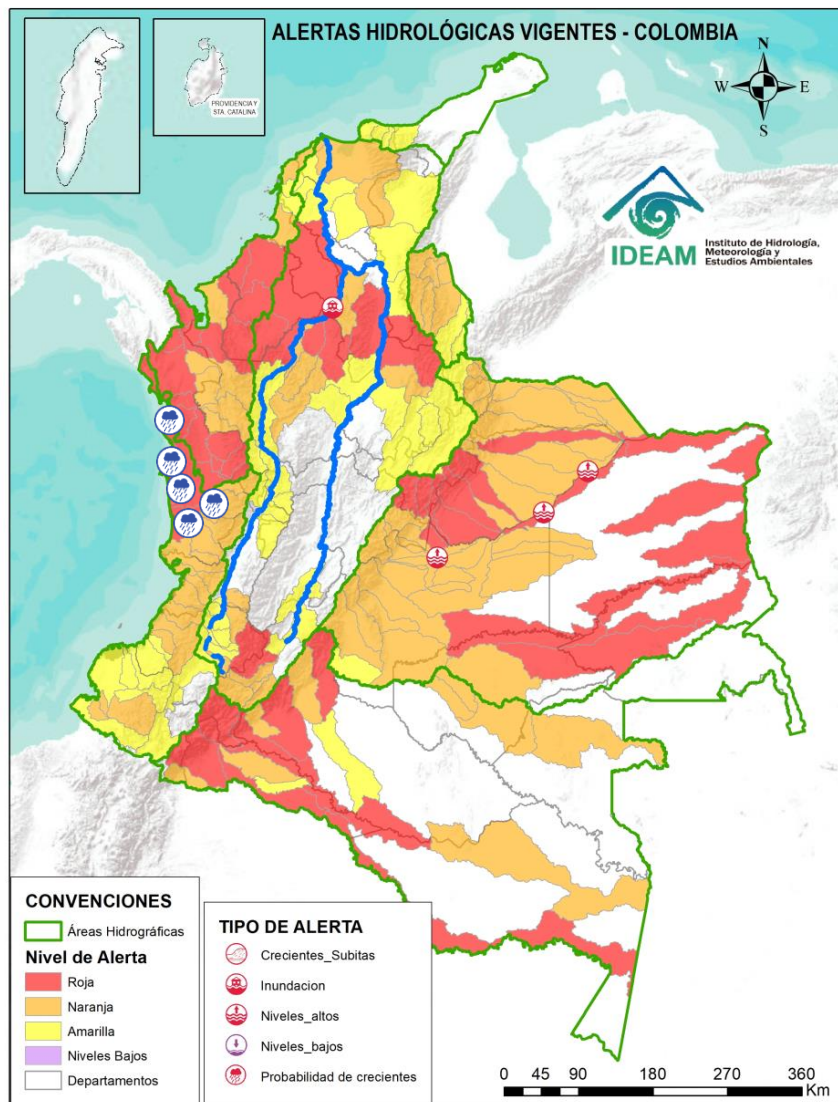 ALERTAS HIDROLÓGICAS VIGENTES - COLOMBIA
PROVIDENCIA Y
STA. CATALINA
N
W
E
S
IDEAM
Instituto de Hidrología,
Meteorología y
Estudios Ambientales
CONVENCIONES
Áreas Hidrográficas
Nivel de Alerta
Roja
Naranja
Amarilla
Niveles Bajos
Departamentos
TIPO DE ALERTA
Crecientes_Subitas
Inundacion
Niveles_altos
Niveles_bajos
Probabilidad de crecientes
0 45 90 180 270 360
Km